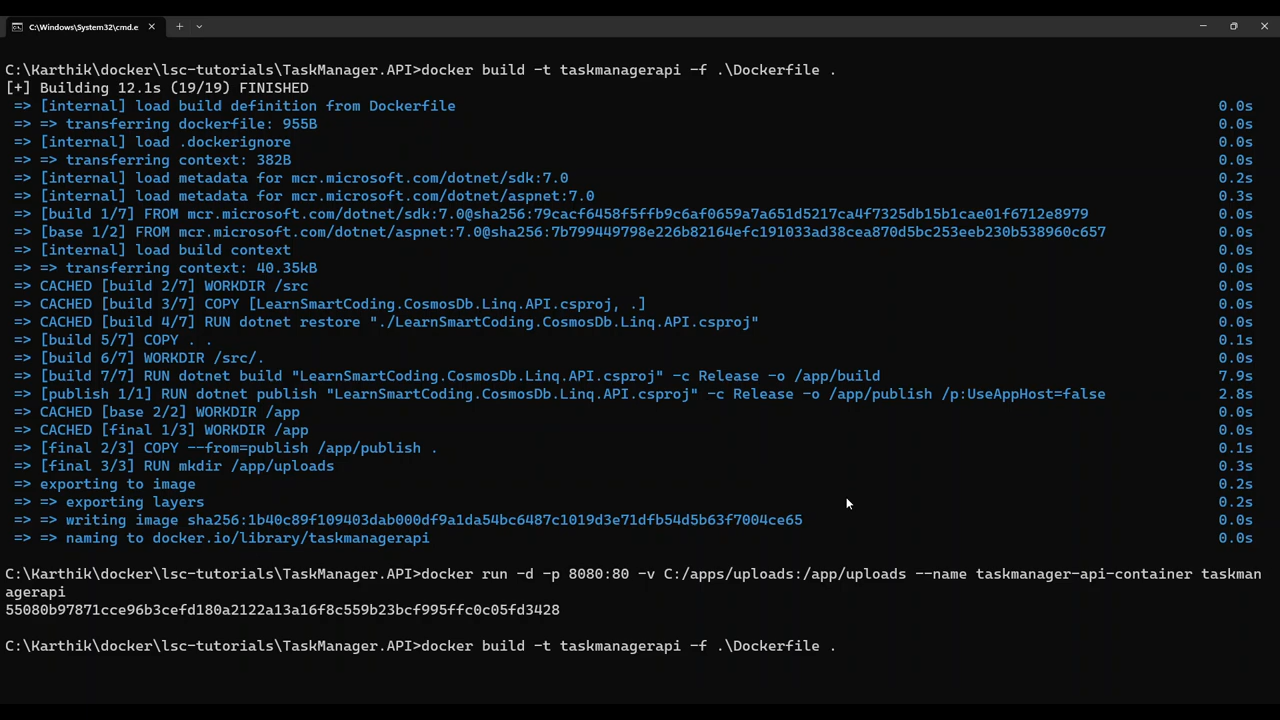 C:\Windows\System32\cmd.e
C:\Karthik\docker\lsc-tutorials\TaskManager.API>docker build -t taskmanagerapi -f .\Dockerfile .
[+] Building 12.1s (19/19) FINISHED
=> [internal] load build definition from Dockerfile 0.0s
=> => transferring dockerfile: 955B 0.0s
=> [internal] load .dockerignore 0.0s
=> => transferring context: 382B 0.0s
=> [internal] load metadata for mcr.microsoft.com/dotnet/sdk:7.0 0.2s
=> [internal] load metadata for mcr.microsoft.com/dotnet/aspnet:7.0 0.3s
=> [build 1/7] FROM mcr.microsoft.com/dotnet/sdk:7.0@sha256:79cacf6458f5ffb9c6af0659a7a651d5217ca4f7325db15b1cae01f6712e8979 0.0s
=> [base 1/2] FROM mcr.microsoft.com/dotnet/aspnet:7.0@sha256:7b799449798e226b82164efc191033ad38cea870d5bc253eeb230b538960c657 0.0s
=> [internal] load build context 0.0s
=> => transferring context: 40.35kB 0.0s
=> CACHED [build 2/7] WORKDIR /src 0.0s
=> CACHED [build 3/7] COPY [LearnSmartCoding.CosmosDb.Linq.API.csproj, .] 0.0s
=> CACHED [build 4/7] RUN dotnet restore "./LearnSmartCoding.CosmosDb.Linq.API.csproj" 0.0s
=> [build 5/7] COPY . . 0.1s
=> [build 6/7] WORKDIR /src/. 0.0s
=> [build 7/7] RUN dotnet build "LearnSmartCoding.CosmosDb.Linq.API.csproj" -c Release -o /app/build 7.9s
=> [publish 1/1] RUN dotnet publish "LearnSmartCoding.CosmosDb.Linq.API.csproj" -c Release -o /app/publish /p:UseAppHost=false 2.8s
=> CACHED [base 2/2] WORKDIR /app 0.0s
=> CACHED [final 1/3] WORKDIR /app 0.0s
=> [final 2/3] COPY --from=publish /app/publish . 0.1s
=> [final 3/3] RUN mkdir /app/uploads 0.3s
=> exporting to image 0.2s
=> => exporting layers 0.2s
=> => writing image sha256:1b40c89f109403dab000df9a1da54bc6487c1019d3e71dfb54d5b63f7004ce65 0.0s
=> => naming to docker.io/library/taskmanagerapi 0.0s
C:\Karthik\docker\lsc-tutorials\TaskManager.API>docker run -d -p 8080:80 -v C:/apps/uploads:/app/uploads --name taskmanager-api-container taskman
agerapi
55080b97871cce96b3cefd180a2122a13a16f8c559b23bcf995ffc0c05fd3428
C:\Karthik\docker\lsc-tutorials\TaskManager.API>docker build -t taskmanagerapi -f .\Dockerfile .